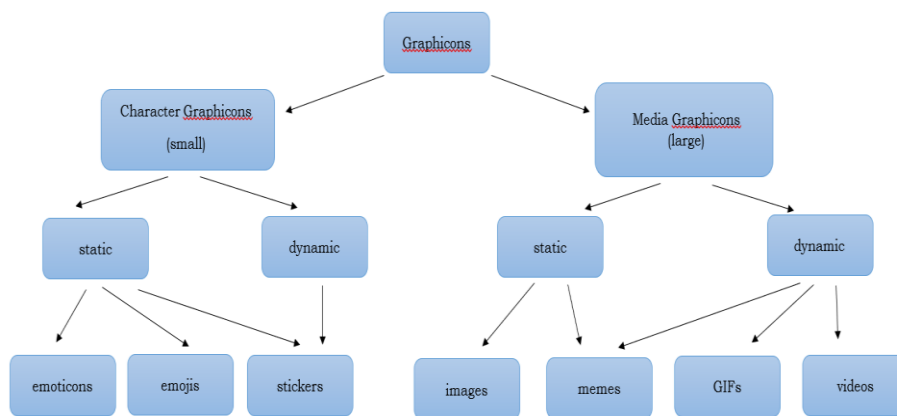 Graphicons
Character Graphicons
(small)
Media Graphicons
(large)
static
dynamic
static
dynamic
emoticons
emojis
stickers
images
memes
GIFs
videos